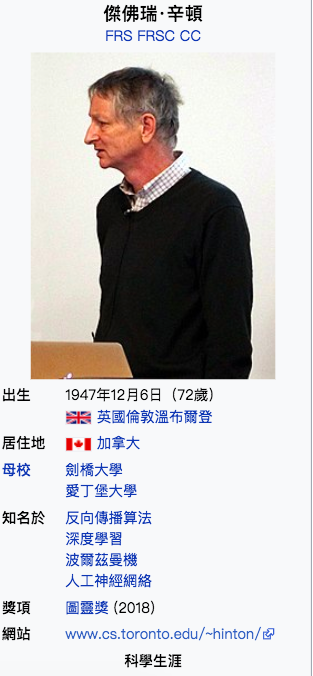 傑佛瑞·辛頓
FRS FRSC CC
出生 1947年12月6日（72歲）
英國倫敦溫布爾登
居住地 加拿大
母校 劍橋大學
愛丁堡大學
知名於 反向傳播算法
深度學習
波爾茲曼機
人工神經網絡
獎項 圖靈獎 (2018)
網站 www.cs.toronto.edu/~hinton/
科學生涯